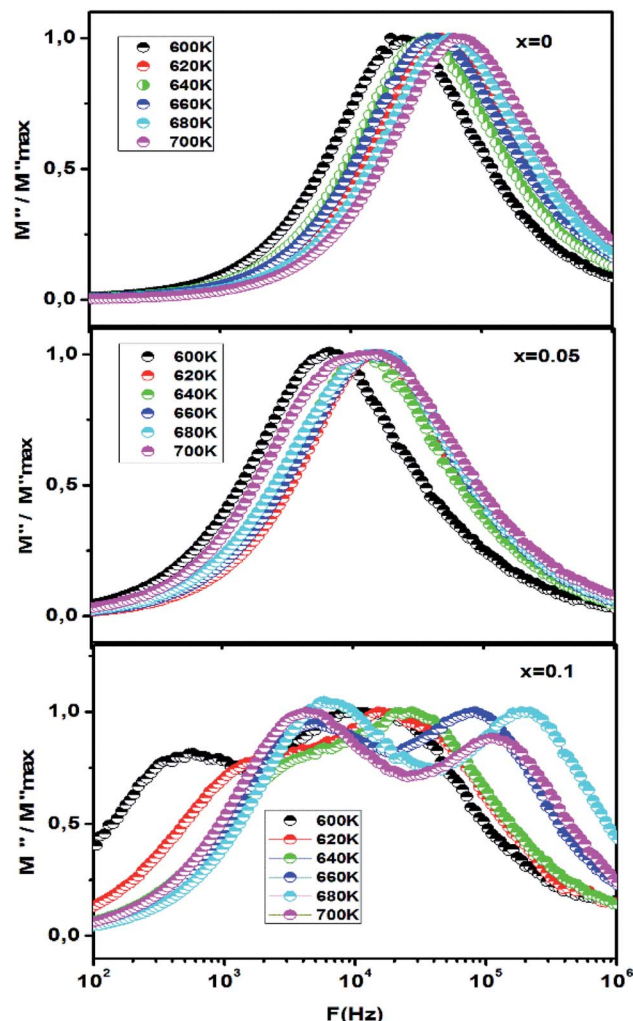 x=0
600K
620K
640K
660K
680K
700K
1,0
0,5
0,0
M'' / M''max
x=0.05
600K
620K
640K
660K
680K
700K
1,0
0,5
0,0
M'' / M''max
x=0.1
1,0
0,5
0,0
M'' / M''max
600K
620K
640K
660K
680K
700K
10² 10³ 10⁴ 10⁵ 10⁶
F(Hz)